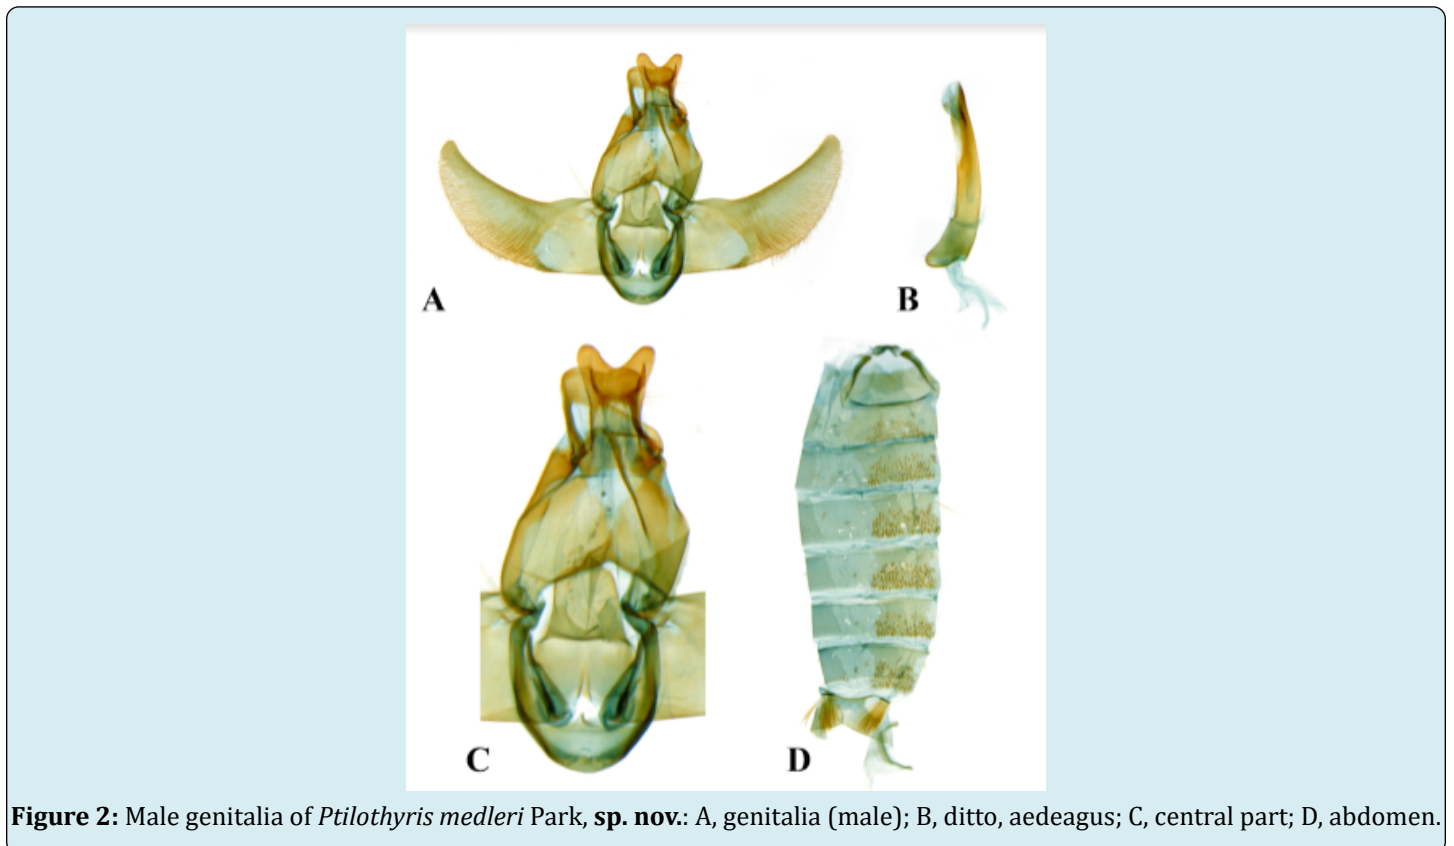 A
B
C
D
Figure 2: Male genitalia of Ptilothyris medleri Park, sp. nov.: A, genitalia (male); B, ditto, aedeagus; C, central part; D, abdomen.